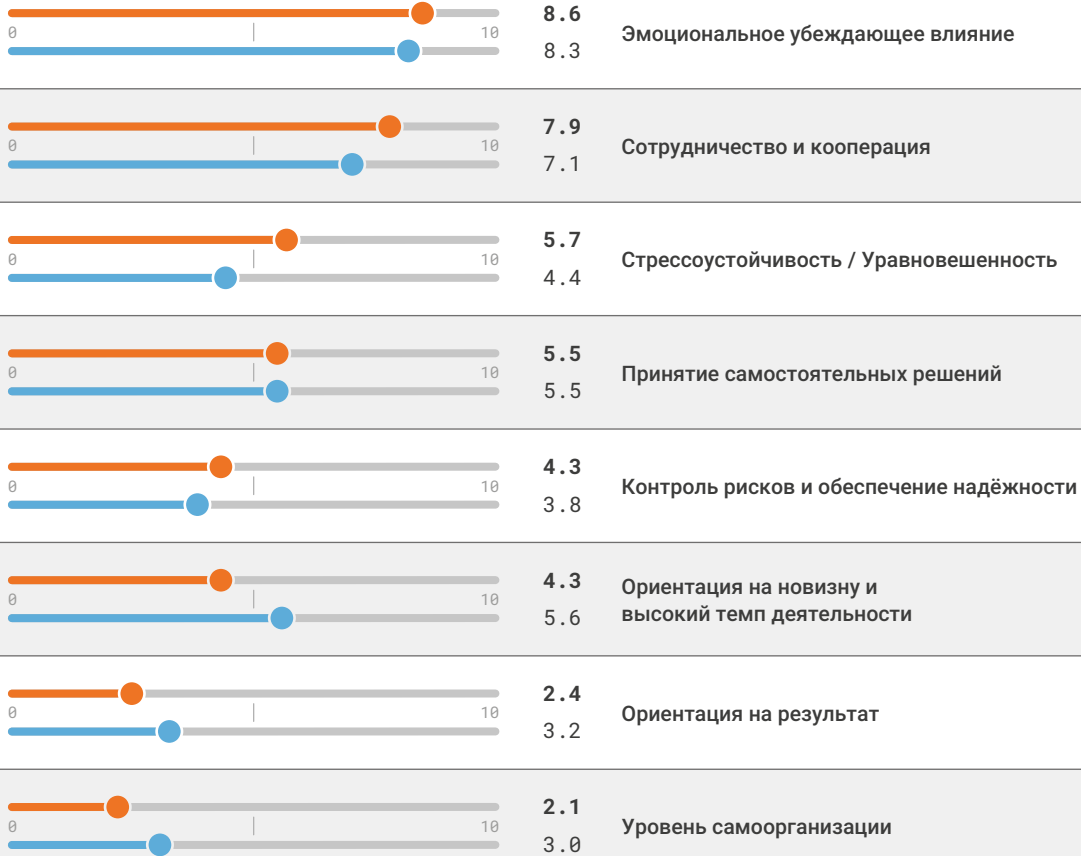 8.6
0 | 10
8.3
Эмоциональное убеждающее влияние
7.9
0 | 10
7.1
Сотрудничество и кооперация
5.7
0 | 10
4.4
Стрессоустойчивость / Уравновешенность
5.5
0 | 10
5.5
Принятие самостоятельных решений
4.3
0 | 10
3.8
Контроль рисков и обеспечение надёжности
4.3
0 | 10
5.6
Ориентация на новизну и
высокий темп деятельности
2.4
0 | 10
3.2
Ориентация на результат
2.1
0 | 10
3.0
Уровень самоорганизации